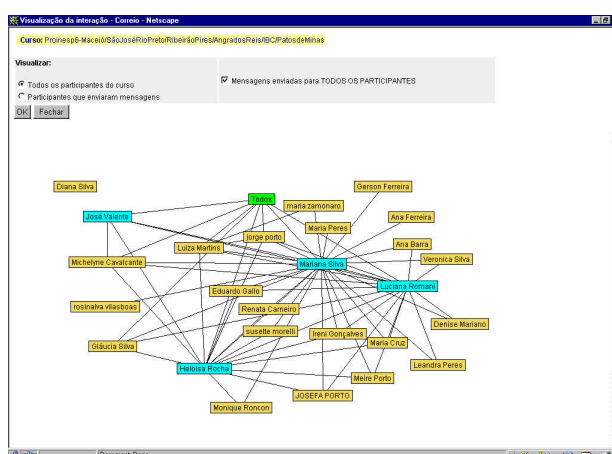 Visualização da interação - Correio - Netscape
Curso: Proinesp6-Maceió/SãoJoséRioPreto/RibeirãoPires/AngradosReis/IBC/PatosdeMinas
Visualizar:
Todos os participantes do curso
Participantes que enviaram mensagens
Mensagens enviadas para TODOS OS PARTICIPANTES
OK Fechar
Diana Silva
Gerson Ferreira
Todos
maria zamonaro
José Valente
Ana Ferreira
Maria Peres
jorge porto
Luiza Martins
Ana Barra
Michelyne Cavalcante
Mariana Silva
Veronica Silva
Luciana Romani
Eduardo Gallo
rosinalva vilasboas
Renata Carneiro
Denise Mariano
susette morelli
Ireni Gonçalves
Maria Cruz
Gláucia Silva
Leandra Peres
Heloisa Rocha
Meire Porto
JOSEFA PORTO
Monique Roncon